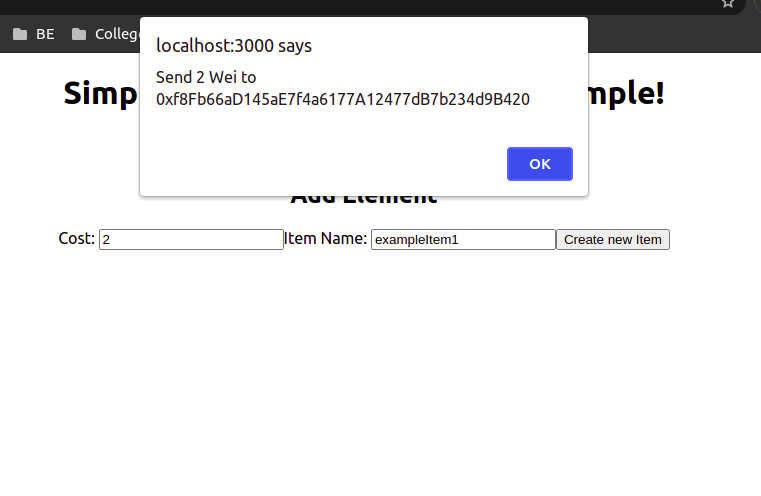 BE Colleg
localhost:3000 says
Send 2 Wei to
0xf8Fb66aD145aE7f4a6177A12477dB7b234d9B420
OK
Simp mple!
Add Element
Cost: 2 Item Name: exampleItem1 Create new Item